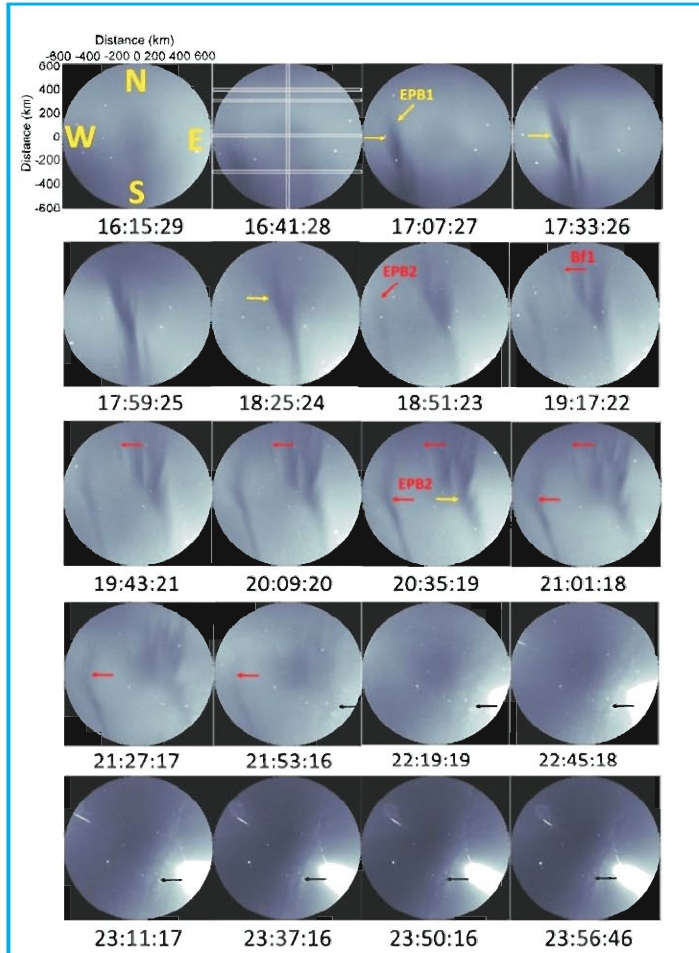 Distance (km)
-600 -400 -200 0 200 400 600
Distance (km)
600
400
200
0
-200
-400
-600
N
W E
S
EPB1
16:15:29 16:41:28 17:07:27 17:33:26
EPB2
Bf1
17:59:25 18:25:24 18:51:23 19:17:22
EPB2
19:43:21 20:09:20 20:35:19 21:01:18
21:27:17 21:53:16 22:19:19 22:45:18
23:11:17 23:37:16 23:50:16 23:56:46